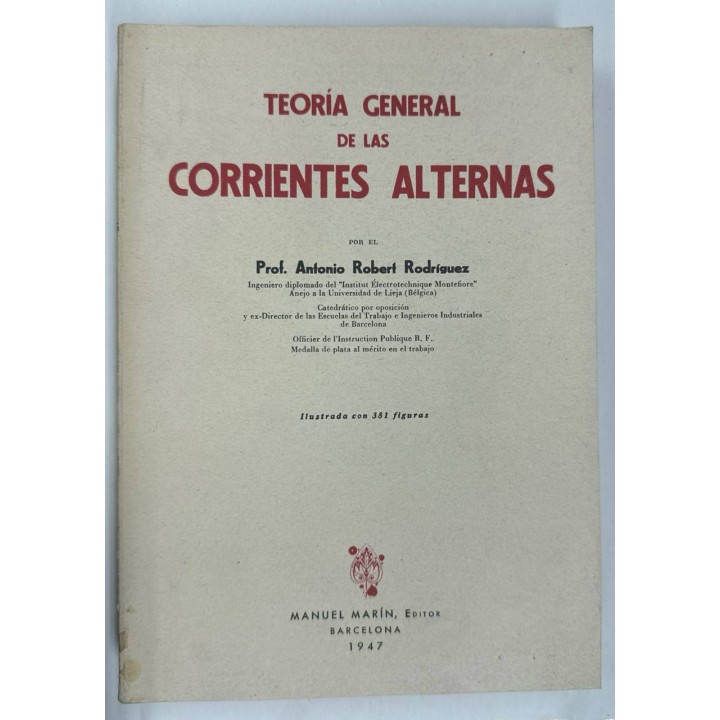 TEORÍA GENERAL
DE LAS
CORRIENTES ALTERNAS
POR EL
Prof. Antonio Robert Rodríguez
Ingeniero diplomado del "Institut Électrotechnique Montefiore"
Anejo a la Universidad de Lieja (Bélgica)
Catedrático por oposición
y ex-Director de las Escuelas del Trabajo e Ingenieros Industriales
de Barcelona
Officier de l'Instruction Publique R. F.
Medalla de plata al mérito en el trabajo
Ilustrada con 381 figuras
MANUEL MARÍN, EDITOR
BARCELONA
1947